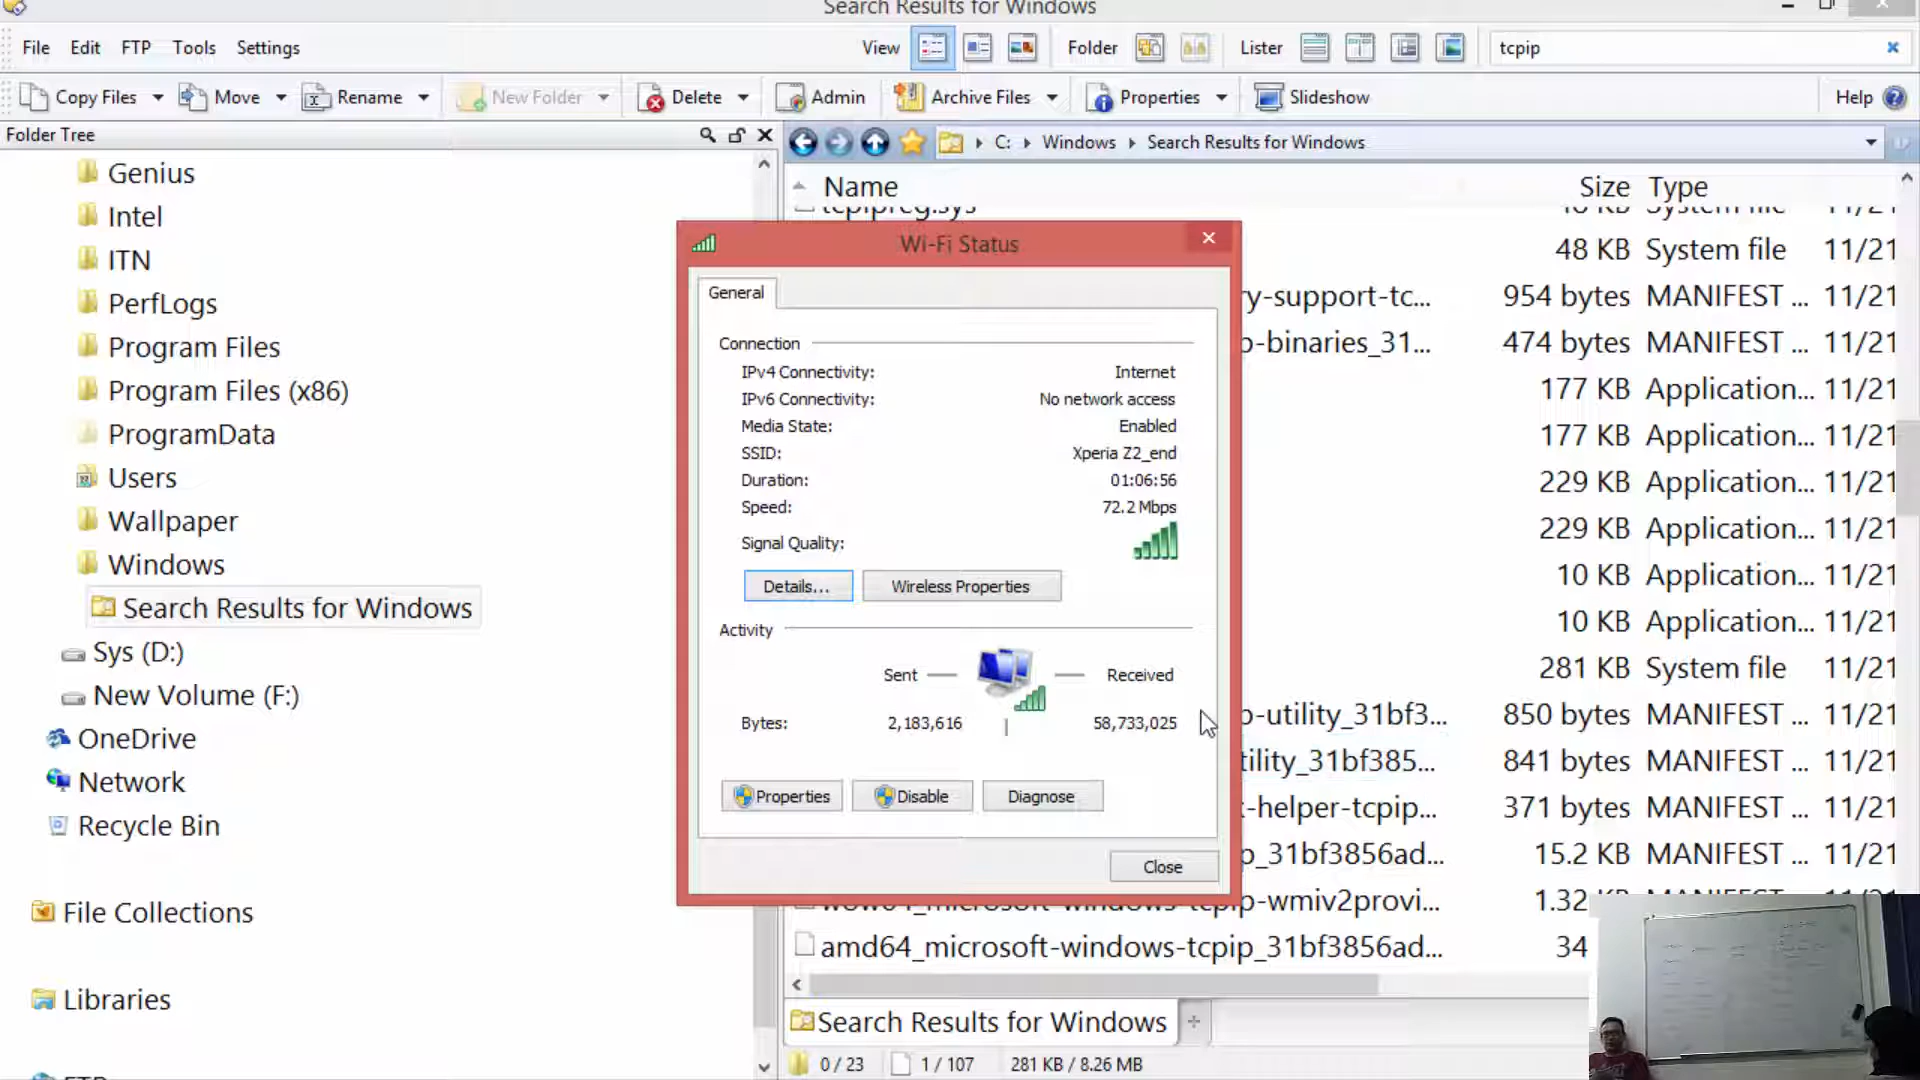 Search Results for Windows
File Edit FTP Tools Settings View Folder Lister tcpip
Copy Files Move Rename New Folder Delete Admin Archive Files Properties Slideshow Help
Folder Tree
C: Windows Search Results for Windows
Genius
Intel
ITN
PerfLogs
Program Files
Program Files (x86)
ProgramData
Users
Wallpaper
Windows
Search Results for Windows
Sys (D:)
New Volume (F:)
OneDrive
Network
Recycle Bin
File Collections
Libraries
Name Size Type
tcpipreg.sys
48 KB System file 11/21
ry-support-tc... 954 bytes MANIFEST ... 11/21
p-binaries_31... 474 bytes MANIFEST ... 11/21
177 KB Application... 11/21
177 KB Application... 11/21
229 KB Application... 11/21
229 KB Application... 11/21
10 KB Application... 11/21
10 KB Application... 11/21
281 KB System file 11/21
p-utility_31bf3... 850 bytes MANIFEST ... 11/21
tility_31bf385... 841 bytes MANIFEST ... 11/21
-helper-tcpip... 371 bytes MANIFEST ... 11/21
p_31bf3856ad... 15.2 KB MANIFEST ... 11/21
wow64_microsoft-windows-tcpip-wmiv2provi... 1.32
amd64_microsoft-windows-tcpip_31bf3856ad... 34
Wi-Fi Status
General
Connection
IPv4 Connectivity: Internet
IPv6 Connectivity: No network access
Media State: Enabled
SSID: Xperia Z2_end
Duration: 01:06:56
Speed: 72.2 Mbps
Signal Quality:
Details... Wireless Properties
Activity
Sent Received
Bytes: 2,183,616 58,733,025
Properties Disable Diagnose
Close
Search Results for Windows
0 / 23 1 / 107 281 KB / 8.26 MB